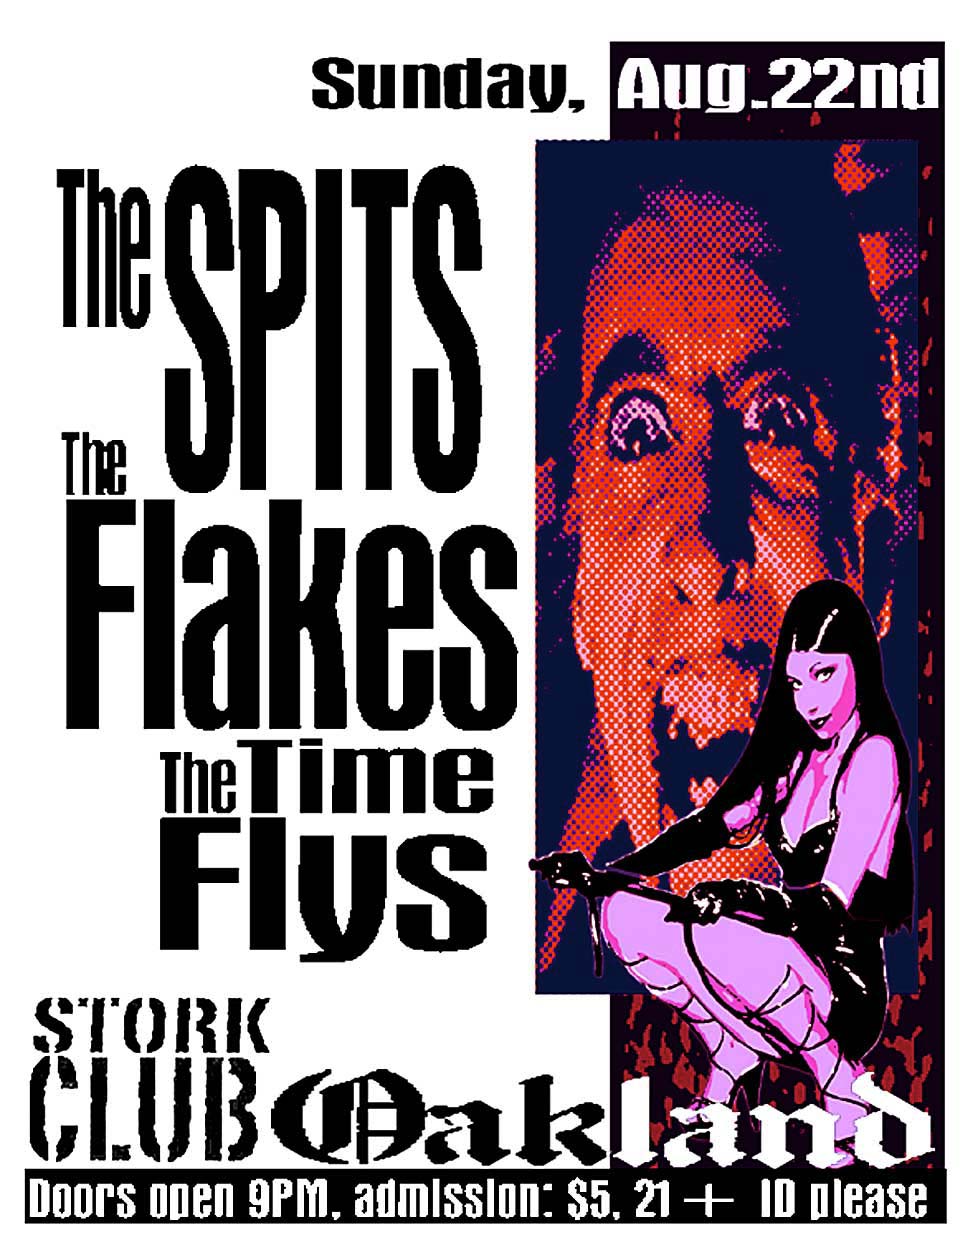 Sunday, Aug.22nd
The SPITS
The
Flakes
The Time
Flys
STORK
CLUB Oakland
Doors open 9PM, admission: $5, 21 + ID please